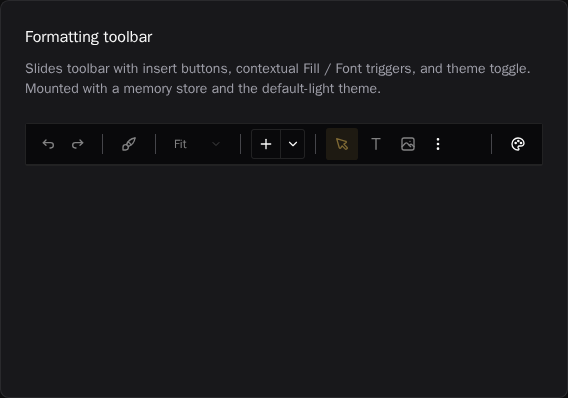 Formatting toolbar
Slides toolbar with insert buttons, contextual Fill / Font triggers, and theme toggle.
Mounted with a memory store and the default-light theme.
Fit